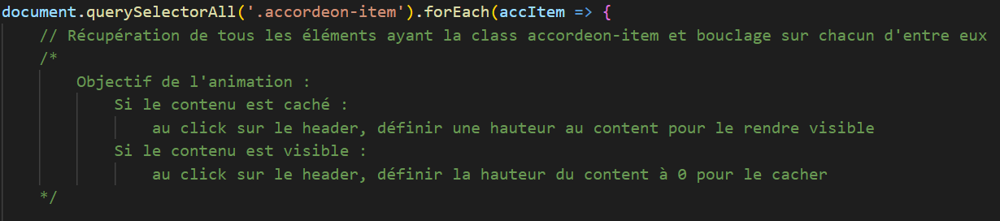 document.querySelectorAll('.accordeon-item').forEach(accItem => {
// Récupération de tous les éléments ayant la class accordeon-item et bouclage sur chacun d'entre eux
/*
Objectif de l'animation :
Si le contenu est caché :
au click sur le header, définir une hauteur au content pour le rendre visible
Si le contenu est visible :
au click sur le header, définir la hauteur du content à 0 pour le cacher
*/